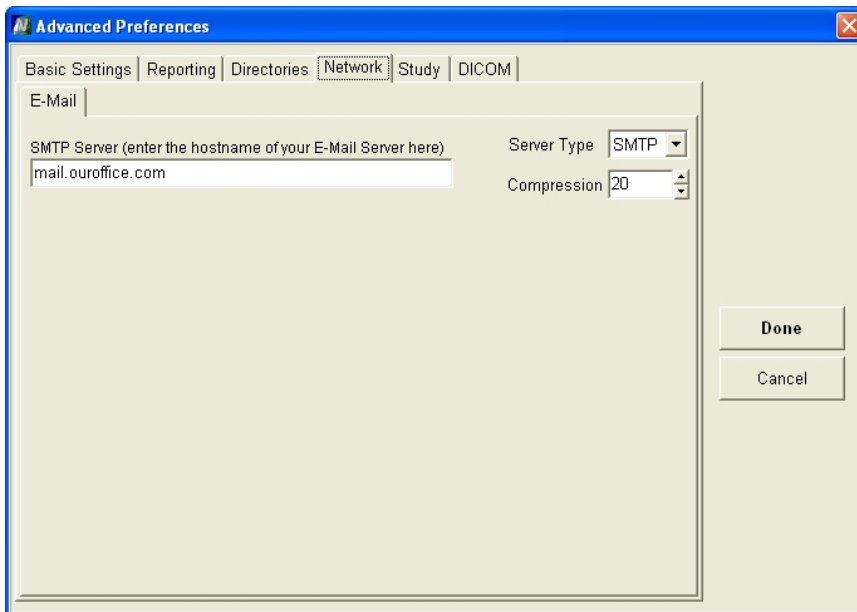 Advanced Preferences
Basic Settings Reporting Directories Network Study DICOM
E-Mail
SMTP Server (enter the hostname of your E-Mail Server here)
mail.ouroffice.com
Server Type SMTP
Compression 20
Done
Cancel